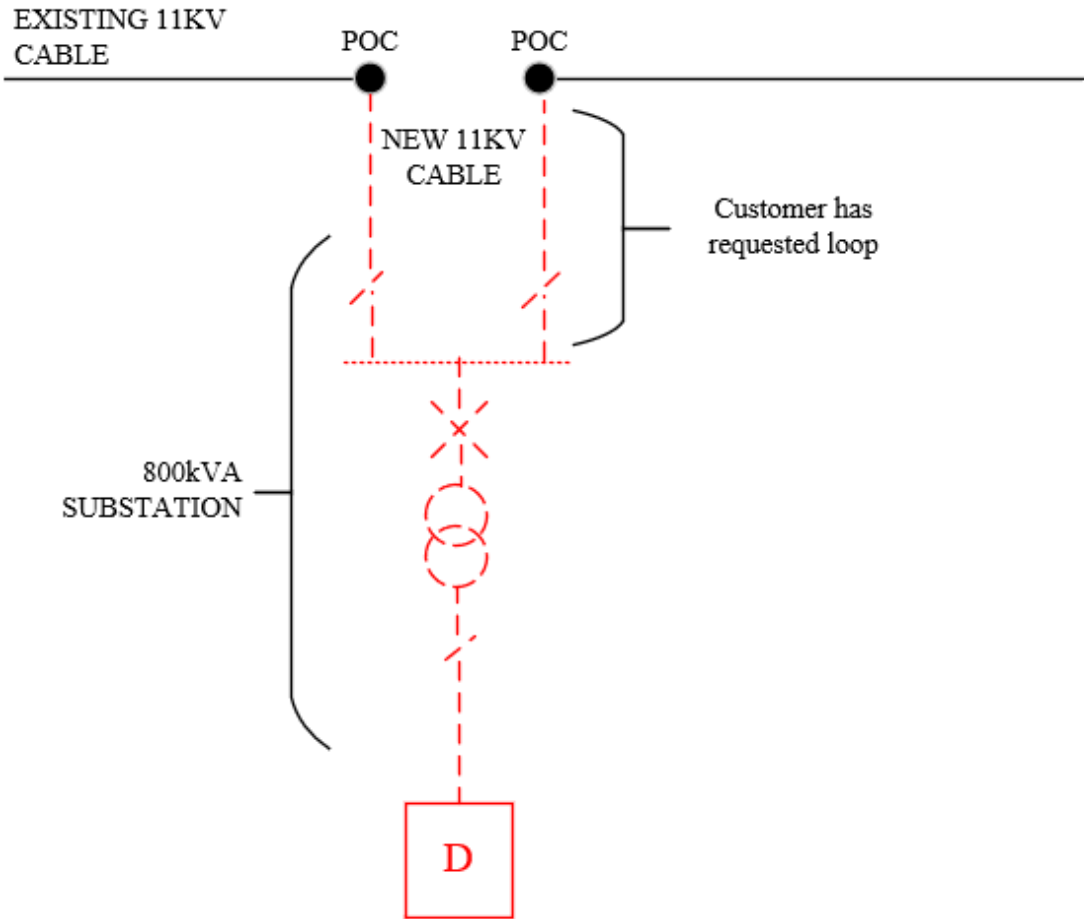 EXISTING 11KV
CABLE
POC
POC
NEW 11KV
CABLE
Customer has
requested loop
800kVA
SUBSTATION
D